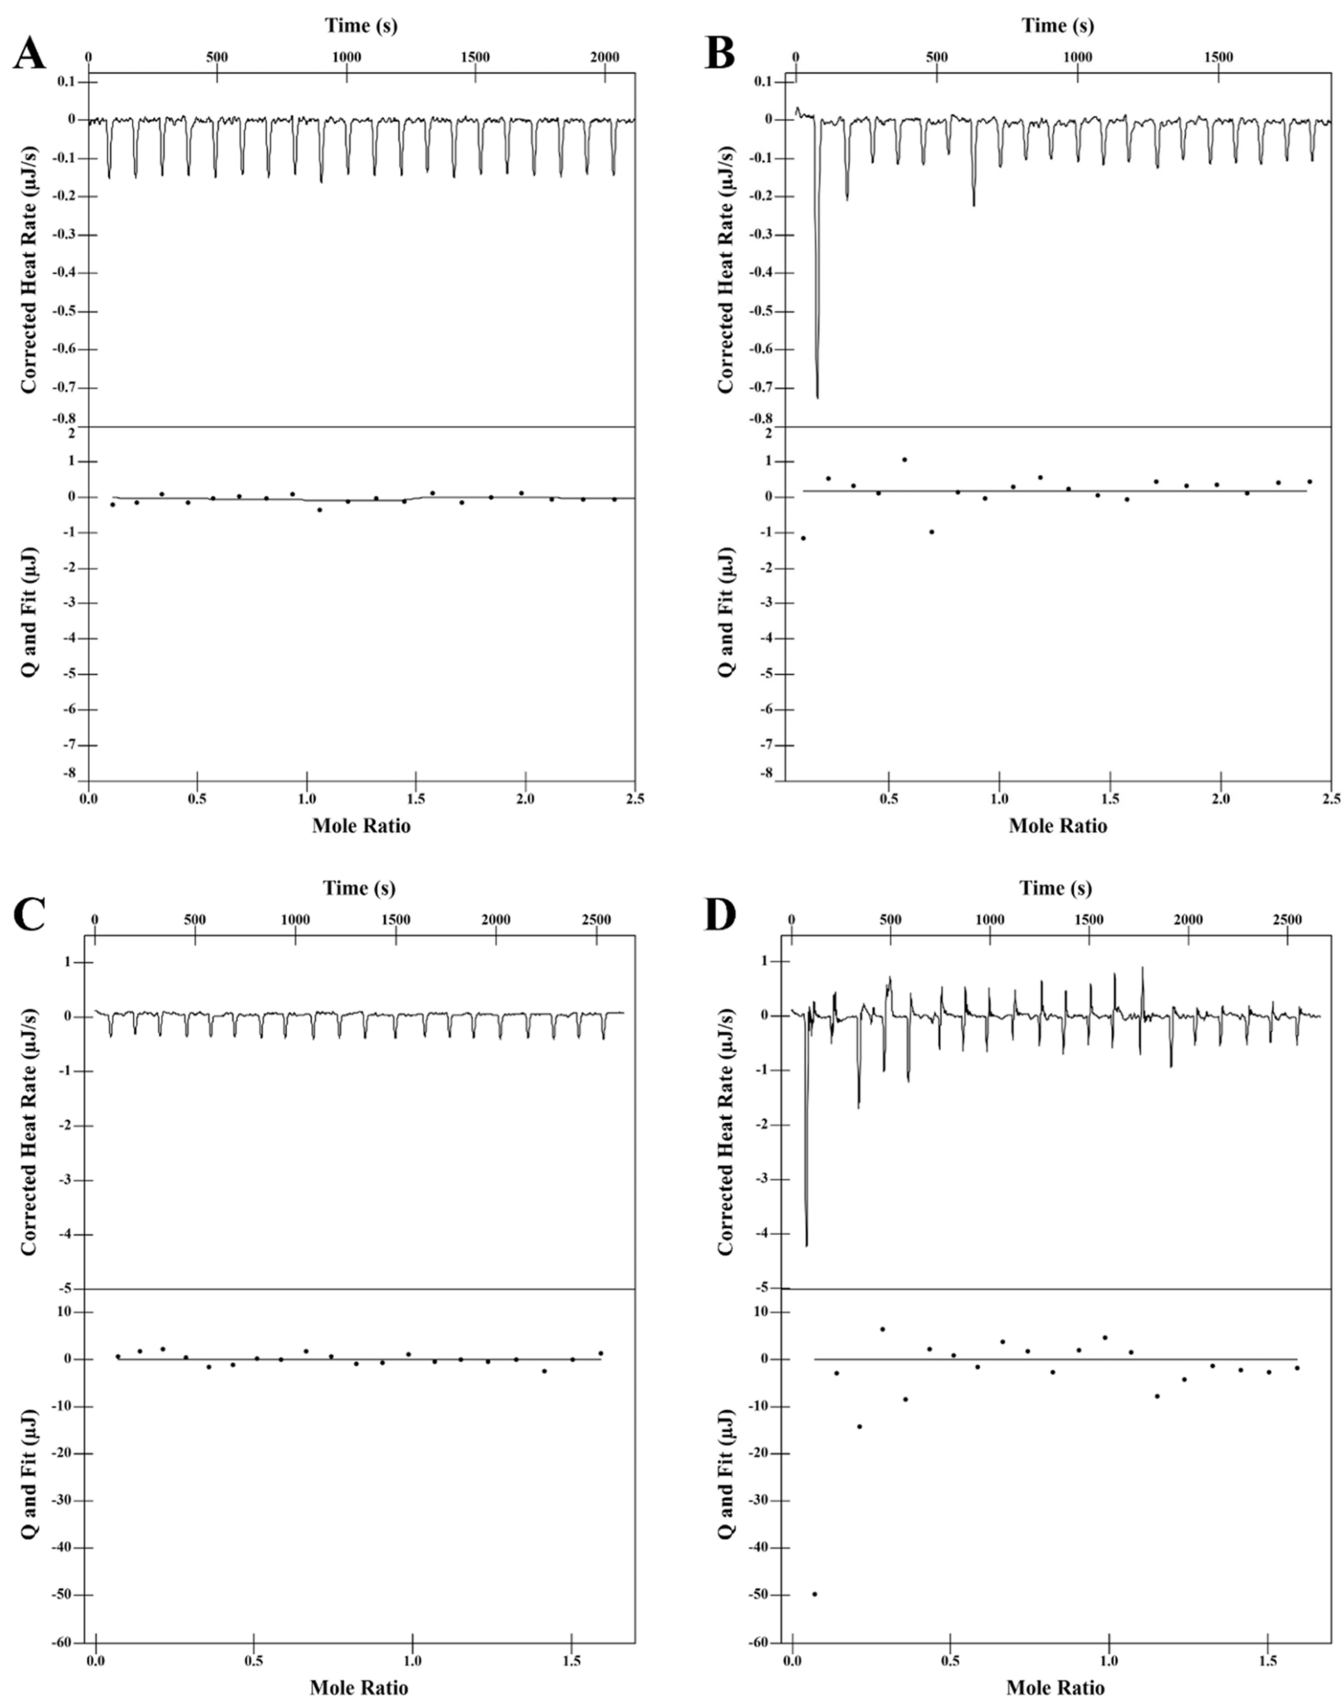 A
Time (s)
0 500 1000 1500 2000
0.1
0
-0.1
-0.2
-0.3
-0.4
-0.5
-0.6
-0.7
-0.8
Corrected Heat Rate (µJ/s)
2
1
0
-1
-2
-3
-4
-5
-6
-7
-8
Q and Fit (µJ)
0.0 0.5 1.0 1.5 2.0 2.5
Mole Ratio
B
Time (s)
0 500 1000 1500
0.1
0
-0.1
-0.2
-0.3
-0.4
-0.5
-0.6
-0.7
-0.8
Corrected Heat Rate (µJ/s)
2
1
0
-1
-2
-3
-4
-5
-6
-7
-8
Q and Fit (µJ)
0.5 1.0 1.5 2.0 2.5
Mole Ratio
C
Time (s)
0 500 1000 1500 2000 2500
1
0
-1
-2
-3
-4
-5
Corrected Heat Rate (µJ/s)
10
0
-10
-20
-30
-40
-50
-60
Q and Fit (µJ)
0.0 0.5 1.0 1.5
Mole Ratio
D
Time (s)
0 500 1000 1500 2000 2500
1
0
-1
-2
-3
-4
-5
Corrected Heat Rate (µJ/s)
10
0
-10
-20
-30
-40
-50
-60
Q and Fit (µJ)
0.0 0.5 1.0 1.5
Mole Ratio